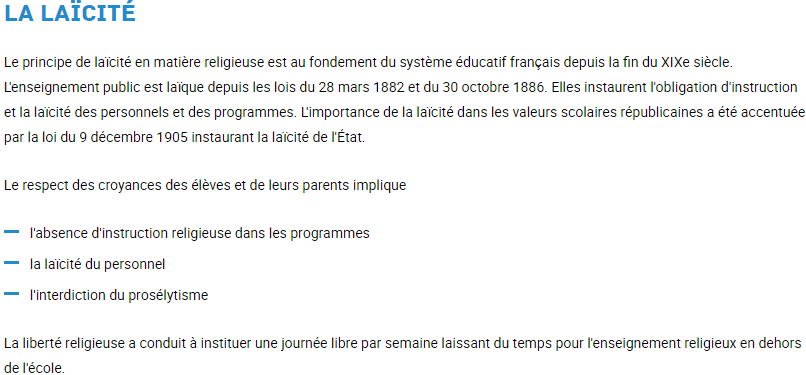 LA LAÏCITÉ
Le principe de laïcité en matière religieuse est au fondement du système éducatif français depuis la fin du XIXe siècle.
L'enseignement public est laïque depuis les lois du 28 mars 1882 et du 30 octobre 1886. Elles instaurent l'obligation d'instruction
et la laïcité des personnels et des programmes. L'importance de la laïcité dans les valeurs scolaires républicaines a été accentuée
par la loi du 9 décembre 1905 instaurant la laïcité de l'État.
Le respect des croyances des élèves et de leurs parents implique
l'absence d'instruction religieuse dans les programmes
la laïcité du personnel
l'interdiction du prosélytisme
La liberté religieuse a conduit à instituer une journée libre par semaine laissant du temps pour l'enseignement religieux en dehors
de l'école.